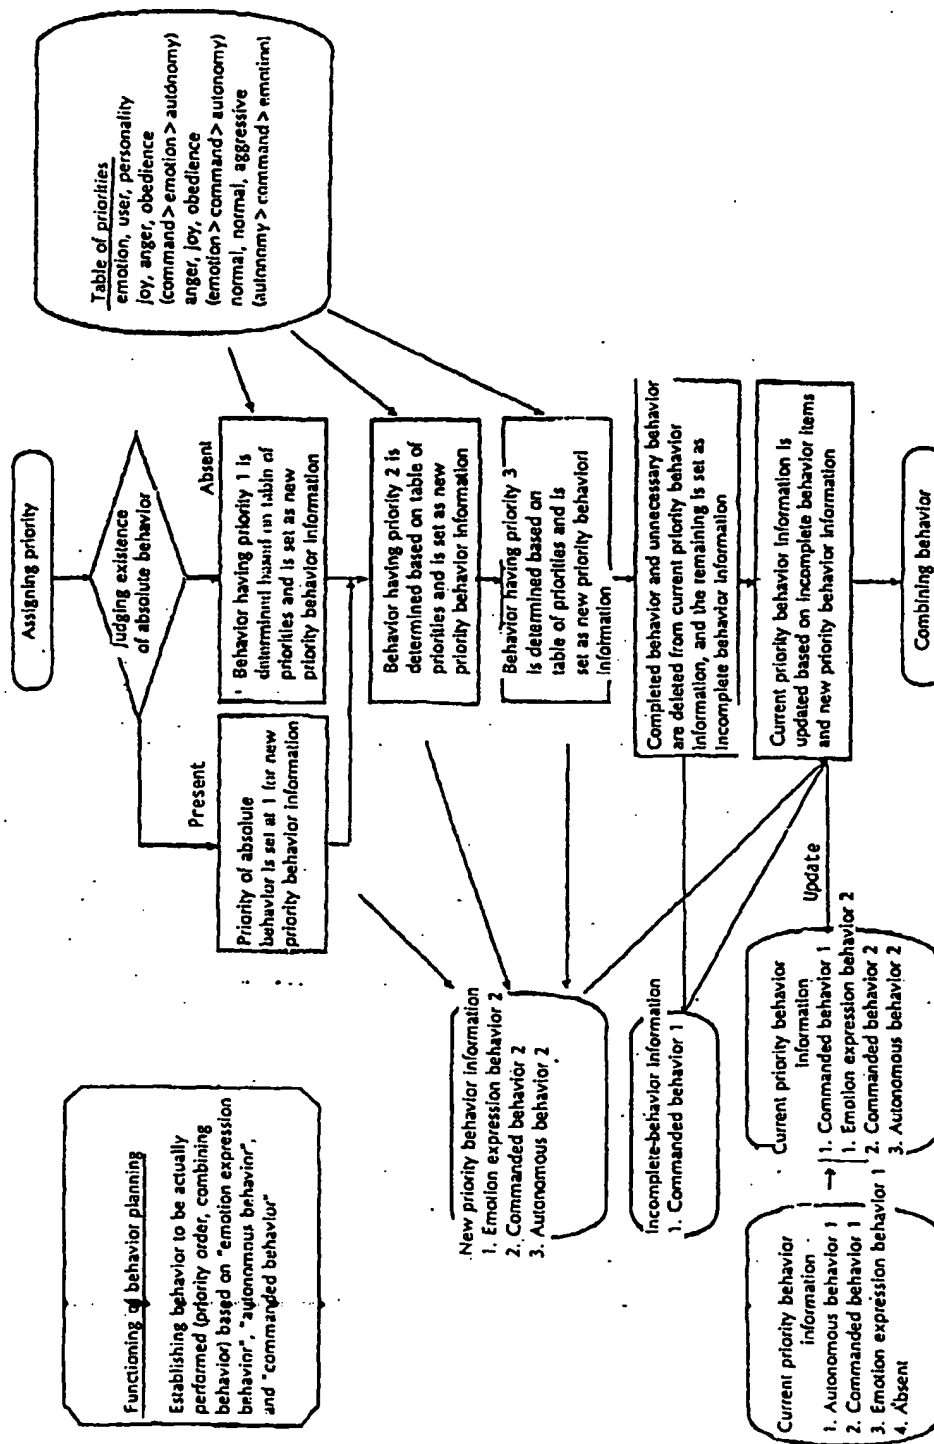 Functioning of behavior planning
Establishing behavior to be actually
performed (priority order, combining
behavior) based on "emotion expression
behavior", "autonomous behavior",
and "commanded behavior"
Assigning priority
Judging existence
of absolute behavior
Present
Absent
Priority of absolute
behavior is set at 1 for new
priority behavior information
Behavior having priority 1 is
determined based on table of
priorities and is set as new
priority behavior information
Table of priorities
emotion, user, personality
joy, anger, obedience
(command>emotion>autonomy)
anger, joy, obedience
(emotion>command>autonomy)
normal, normal, aggressive
(autonomy>command>emotion)
Behavior having priority 2 is
determined based on table of
priorities and is set as new
priority behavior information
Behavior having priority 3
is determined based on
table of priorities and is
set as new priority behavior
information
New priority behavior information
1. Emotion expression behavior 2
2. Commanded behavior 2
3. Autonomous behavior 2
Completed behavior and unnecessary behavior
are deleted from current priority behavior
information, and the remaining is set as
incomplete behavior information
Incomplete-behavior information
1. Commanded behavior 1
Current priority behavior information is
updated based on incomplete behavior items
and new priority behavior information
Update
Current priority behavior
information
1. Autonomous behavior 1
2. Commanded behavior 1
3. Emotion expression behavior 1
4. Absent
Current priority behavior
information
1. Commanded behavior 1
1. Emotion expression behavior 2
2. Commanded behavior 2
3. Autonomous behavior 2
Combining behavior